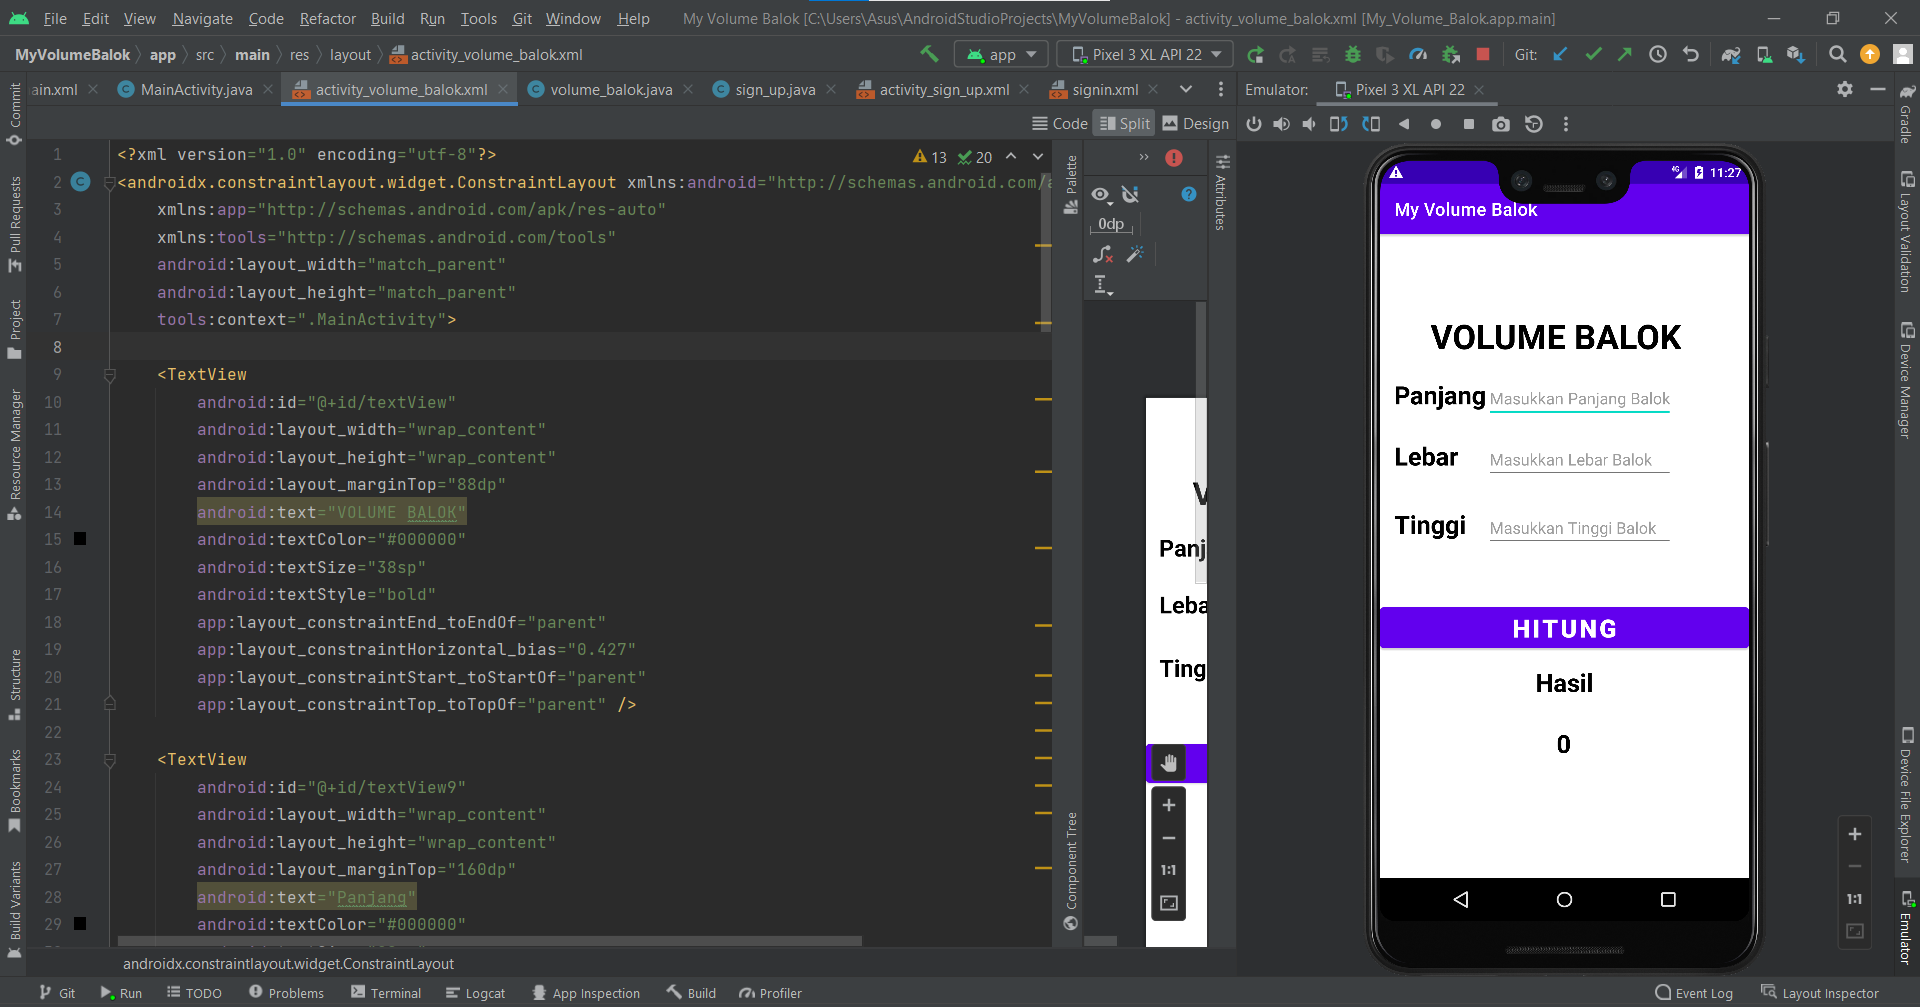 File Edit View Navigate Code Refactor Build Run Tools Git Window Help My Volume Balok [C:\Users\Asus\AndroidStudioProjects\MyVolumeBalok] - activity_volume_balok.xml [My_Volume_Balok.app.main]
MyVolumeBalok app src main res layout activity_volume_balok.xml app Pixel 3 XL API 22 Git:
ain.xml MainActivity.java activity_volume_balok.xml volume_balok.java sign_up.java activity_sign_up.xml signin.xml Emulator: Pixel 3 XL API 22
Code Split Design
Commit
Pull Requests
Project
Resource Manager
Structure
Bookmarks
Build Variants
13 20
1 <?xml version="1.0" encoding="utf-8"?>
2 <androidx.constraintlayout.widget.ConstraintLayout xmlns:android="http://schemas.android.com/a
3 xmlns:app="http://schemas.android.com/apk/res-auto"
4 xmlns:tools="http://schemas.android.com/tools"
5 android:layout_width="match_parent"
6 android:layout_height="match_parent"
7 tools:context=".MainActivity">
8
9 <TextView
10 android:id="@+id/textView"
11 android:layout_width="wrap_content"
12 android:layout_height="wrap_content"
13 android:layout_marginTop="88dp"
14 android:text="VOLUME BALOK"
15 android:textColor="#000000"
16 android:textSize="38sp"
17 android:textStyle="bold"
18 app:layout_constraintEnd_toEndOf="parent"
19 app:layout_constraintHorizontal_bias="0.427"
20 app:layout_constraintStart_toStartOf="parent"
21 app:layout_constraintTop_toTopOf="parent" />
22
23 <TextView
24 android:id="@+id/textView9"
25 android:layout_width="wrap_content"
26 android:layout_height="wrap_content"
27 android:layout_marginTop="160dp"
28 android:text="Panjang"
29 android:textColor="#000000"
androidx.constraintlayout.widget.ConstraintLayout
Palette
Component Tree
0dp
V
Panj
Leba
Ting
1:1
Attributes
11:27
My Volume Balok
VOLUME BALOK
Panjang Masukkan Panjang Balok
Lebar Masukkan Lebar Balok
Tinggi Masukkan Tinggi Balok
HITUNG
Hasil
0
1:1
Gradle
Layout Validation
Device Manager
Device File Explorer
Emulator
Git Run TODO Problems Terminal Logcat App Inspection Build Profiler Event Log Layout Inspector